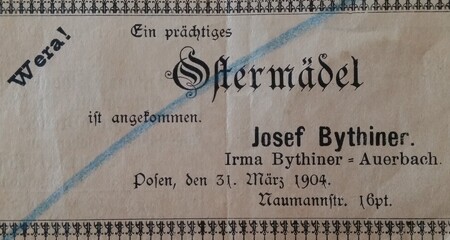 Wera!
Ein prächtiges
Ostermädel
ist angekommen.
Josef Bythiner.
Irma Bythiner = Auerbach.
Posen, den 31. März 1904.
Naumannstr. 16pt.